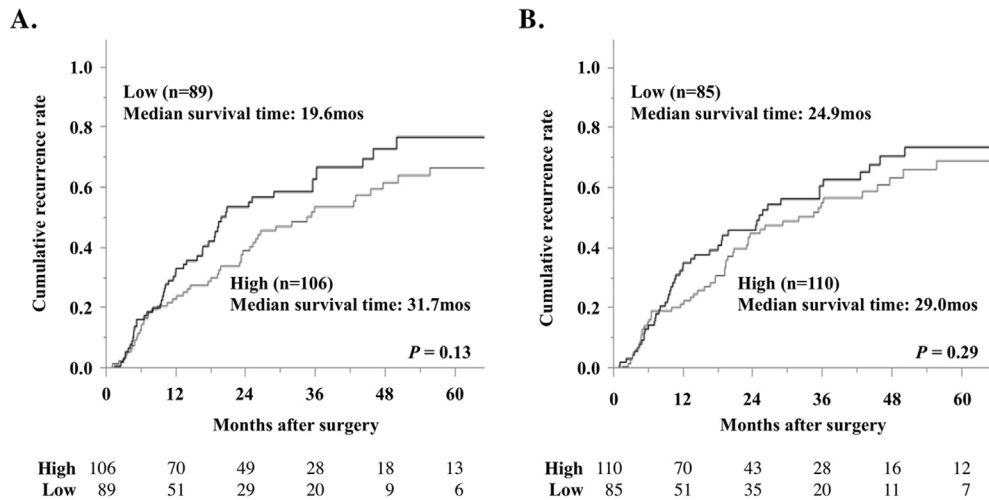 A.
Cumulative recurrence rate
1.0
0.8
0.6
0.4
0.2
0.0
Low (n=89)
Median survival time: 19.6mos
High (n=106)
Median survival time: 31.7mos
P = 0.13
0 12 24 36 48 60
Months after surgery
High 106 70 49 28 18 13
Low 89 51 29 20 9 6
B.
Cumulative recurrence rate
1.0
0.8
0.6
0.4
0.2
0.0
Low (n=85)
Median survival time: 24.9mos
High (n=110)
Median survival time: 29.0mos
P = 0.29
0 12 24 36 48 60
Months after surgery
High 110 70 43 28 16 12
Low 85 51 35 20 11 7